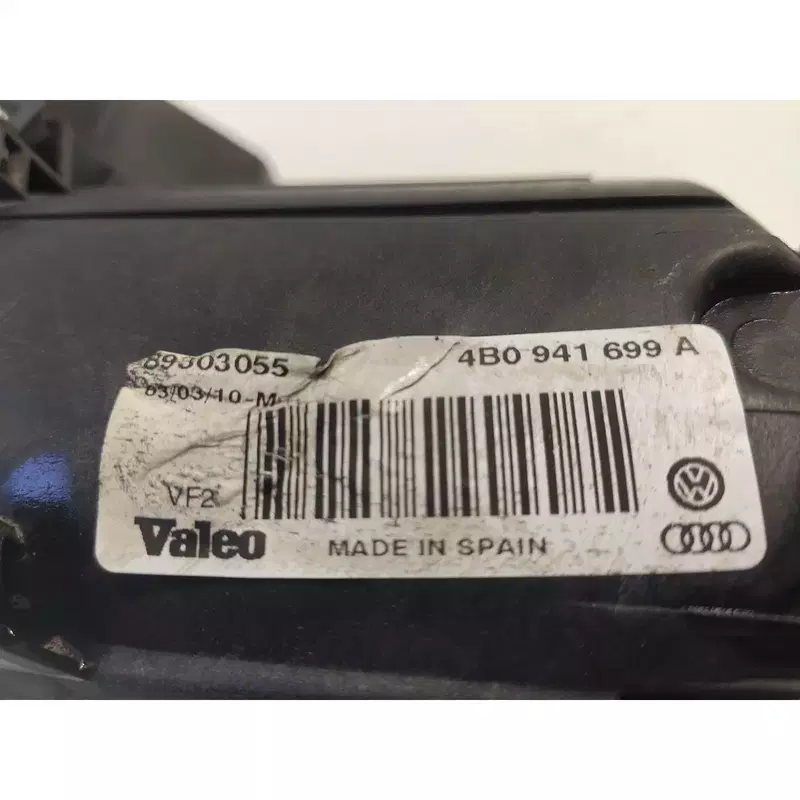 89303055
4B0 941 699 A
03/03/10-M
VF2
Valeo
MADE IN SPAIN